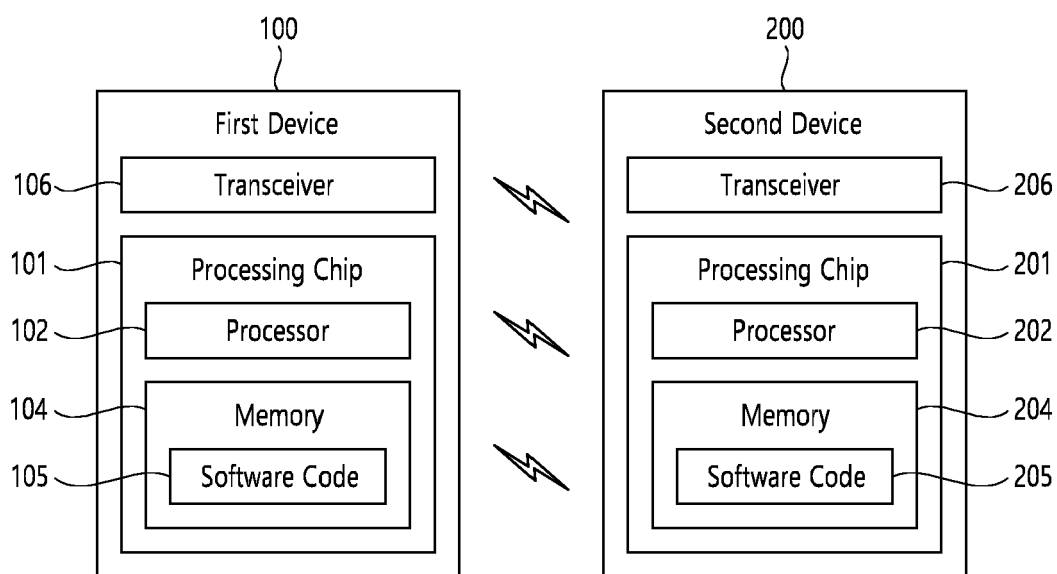 100
200
First Device
Second Device
106
Transceiver
Transceiver
206
101
Processing Chip
Processing Chip
201
102
Processor
Processor
202
104
Memory
Memory
204
105
Software Code
Software Code
205